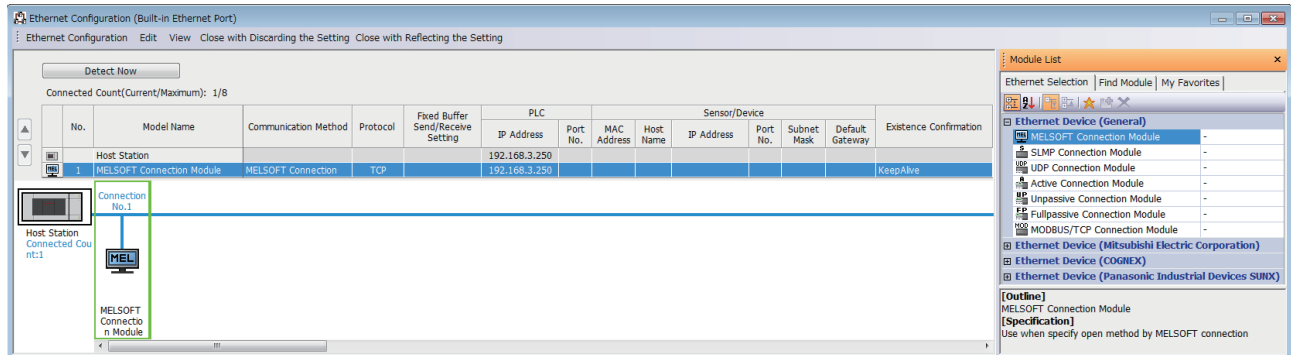 Ethernet Configuration (Built-in Ethernet Port)
Ethernet Configuration Edit View Close with Discarding the Setting Close with Reflecting the Setting
Detect Now
Connected Count(Current/Maximum): 1/8
No. Model Name Communication Method Protocol Fixed Buffer Send/Receive Setting PLC Sensor/Device Existence Confirmation
IP Address Port No. MAC Address Host Name IP Address Port No. Subnet Mask Default Gateway
Host Station 192.168.3.250
1 MELSOFT Connection Module MELSOFT Connection TCP 192.168.3.250 KeepAlive
Connection
No.1
Host Station
Connected Cou
nt:1
MEL
MELSOFT
Connectio
n Module
Module List
Ethernet Selection Find Module My Favorites
Ethernet Device (General)
MELSOFT Connection Module -
SLMP Connection Module -
UDP Connection Module -
Active Connection Module -
Unpassive Connection Module -
Fullpassive Connection Module -
MODBUS/TCP Connection Module -
Ethernet Device (Mitsubishi Electric Corporation)
Ethernet Device (COGNEX)
Ethernet Device (Panasonic Industrial Devices SUNX)
[Outline]
MELSOFT Connection Module
[Specification]
Use when specify open method by MELSOFT connection